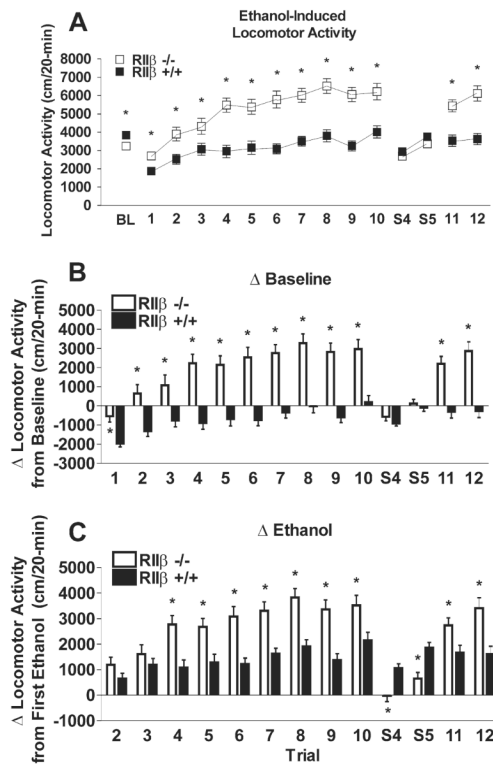 A
Ethanol-Induced
Locomotor Activity
Locomotor Activity (cm/20-min)
8000
7000
6000
5000
4000
3000
2000
1000
0
RIIβ -/-
RIIβ +/+
* * * * * * * * * * * * *
BL 1 2 3 4 5 6 7 8 9 10 S4 S5 11 12
B
Δ Baseline
Δ Locomotor Activity
from Baseline (cm/20-min)
5000
4000
3000
2000
1000
0
-1000
-2000
-3000
RIIβ -/-
RIIβ +/+
* * * * * * * * * * * *
1 2 3 4 5 6 7 8 9 10 S4 S5 11 12
C
Δ Ethanol
Δ Locomotor Activity
from First Ethanol (cm/20-min)
5000
4000
3000
2000
1000
0
-1000
RIIβ -/-
RIIβ +/+
* * * * * * * * * * *
2 3 4 5 6 7 8 9 10 S4 S5 11 12
Trial